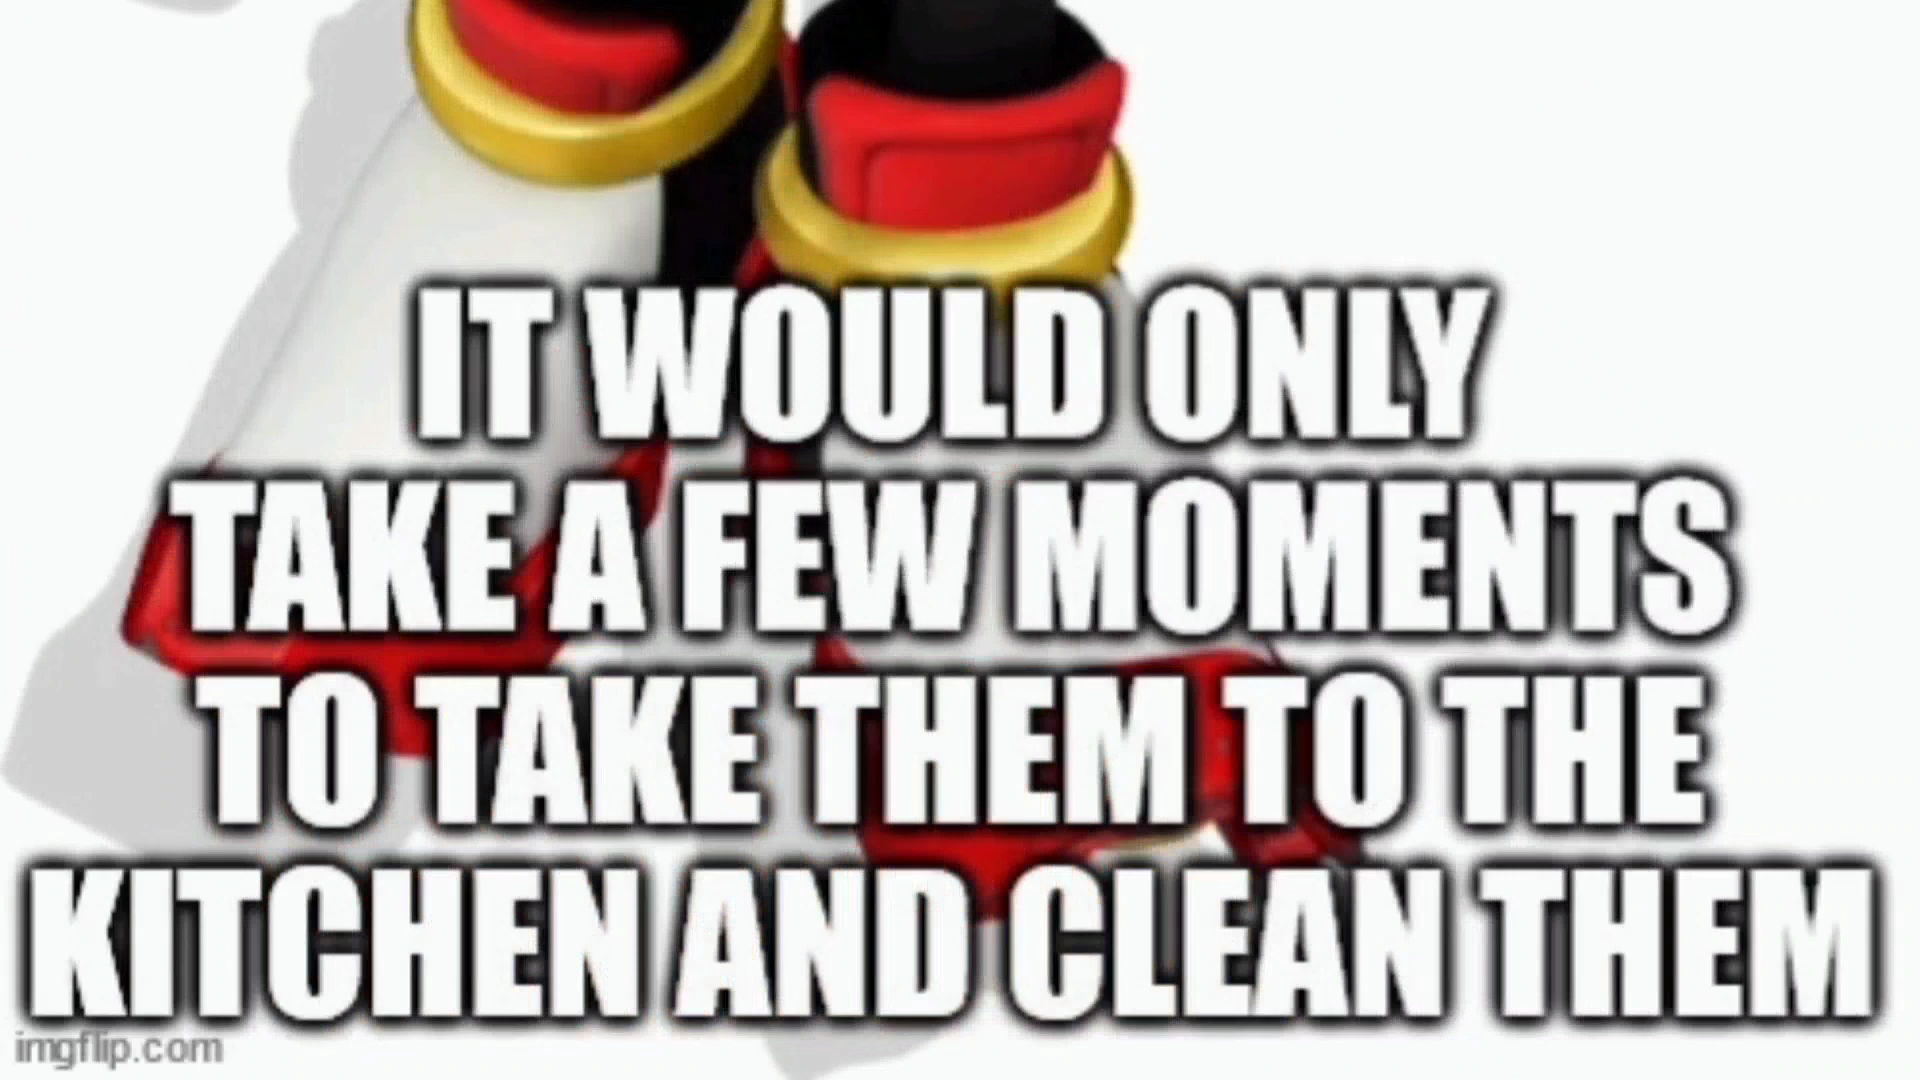 IT WOULD ONLY
TAKE A FEW MOMENTS
TO TAKE THEM TO THE
KITCHEN AND CLEAN THEM
imgflip.com